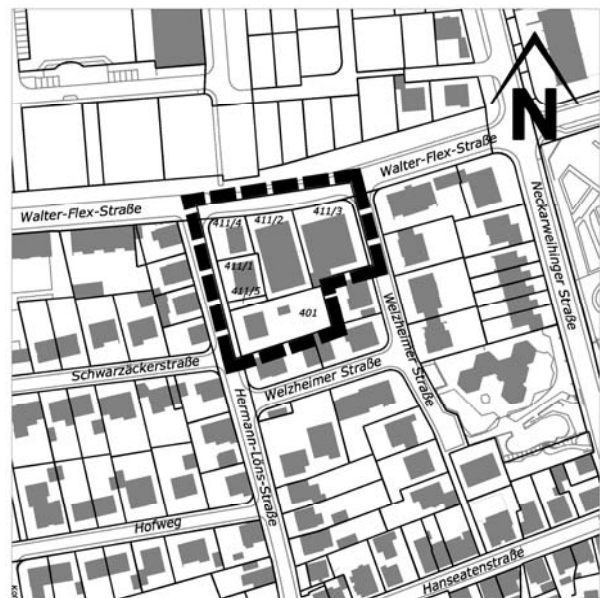 N
Walter-Flex-Straße
Walter-Flex-Straße
Neckarweihinger Straße
411/4
411/2
411/3
411/1
411/5
401
Schwarzäckerstraße
Welzheimer Straße
Welzheimer Straße
Hermann-Löns-Straße
Hofweg
Hanseatenstraße